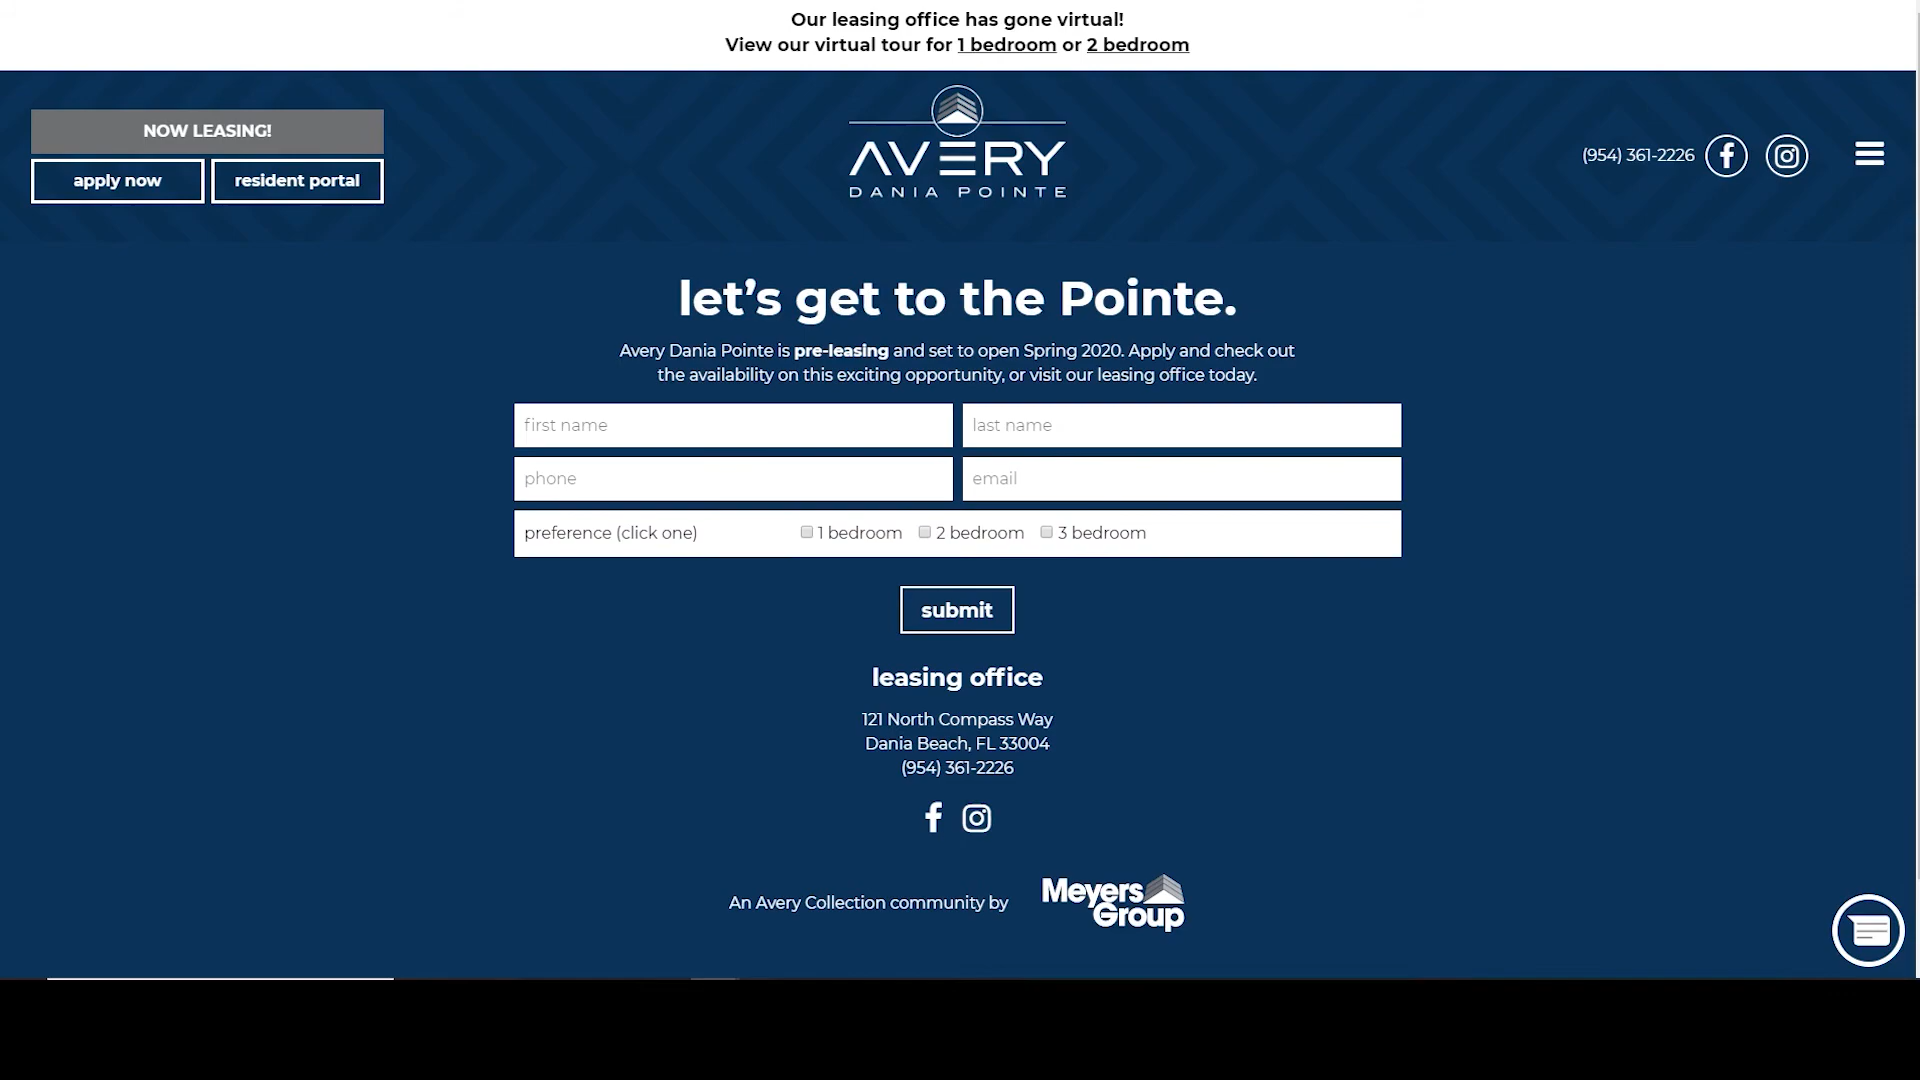 Our leasing office has gone virtual!
View our virtual tour for 1 bedroom or 2 bedroom
NOW LEASING!
apply now
resident portal
AVERY
DANIA POINTE
(954) 361-2226
let's get to the Pointe.
Avery Dania Pointe is pre-leasing and set to open Spring 2020. Apply and check out
the availability on this exciting opportunity, or visit our leasing office today.
first name
last name
phone
email
preference (click one)
1 bedroom
2 bedroom
3 bedroom
submit
leasing office
121 North Compass Way
Dania Beach, FL 33004
(954) 361-2226
An Avery Collection community by
Meyers
Group